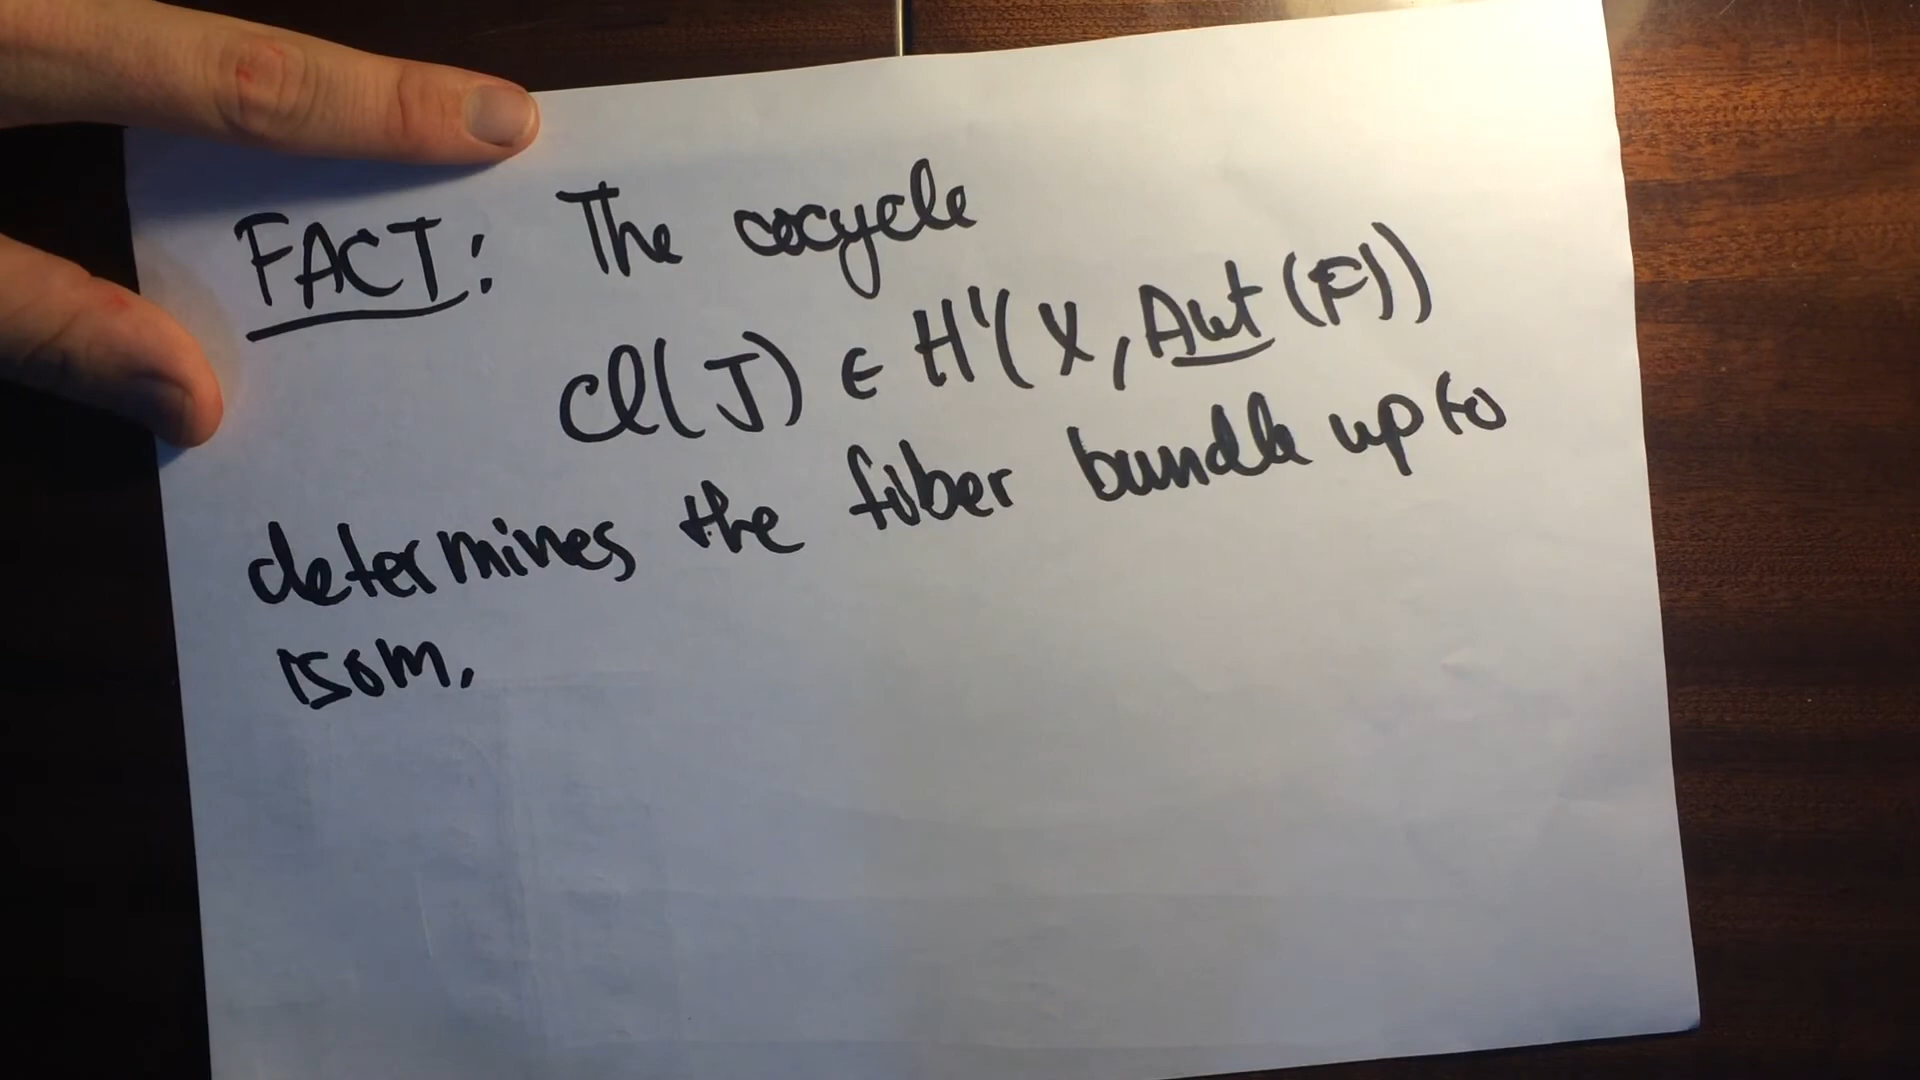 FACT: The cocycle
cl(J) ∈ H¹(X, Aut(F))
determines the fiber bundle up to
isom.